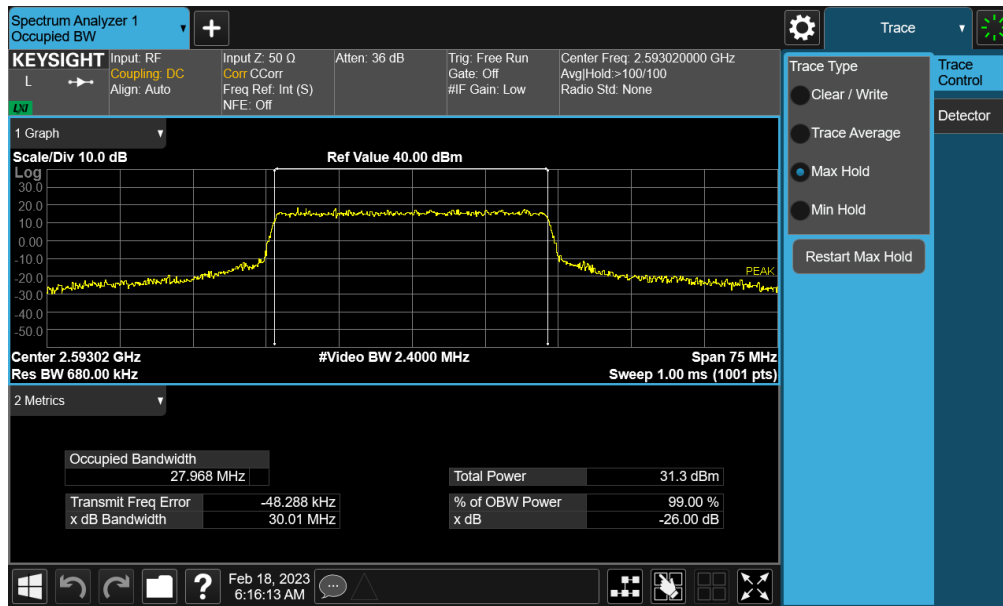 Spectrum Analyzer 1
Occupied BW
+
Trace
KEYSIGHT
L
LXI
Input: RF
Coupling: DC
Align: Auto
Input Z: 50 Ω
Corr CCorr
Freq Ref: Int (S)
NFE: Off
Atten: 36 dB
Trig: Free Run
Gate: Off
#IF Gain: Low
Center Freq: 2.593020000 GHz
Avg|Hold:>100/100
Radio Std: None
Trace Type
Clear / Write
Trace Average
Max Hold
Min Hold
Restart Max Hold
Trace
Control
Detector
1 Graph
Scale/Div 10.0 dB
Ref Value 40.00 dBm
Log
30.0
20.0
10.0
0.00
-10.0
-20.0
-30.0
-40.0
-50.0
PEAK
Center 2.59302 GHz
#Video BW 2.4000 MHz
Span 75 MHz
Res BW 680.00 kHz
Sweep 1.00 ms (1001 pts)
2 Metrics
Occupied Bandwidth
27.968 MHz
Total Power 31.3 dBm
Transmit Freq Error -48.288 kHz
% of OBW Power 99.00 %
x dB Bandwidth 30.01 MHz
x dB -26.00 dB
?
Feb 18, 2023
6:16:13 AM